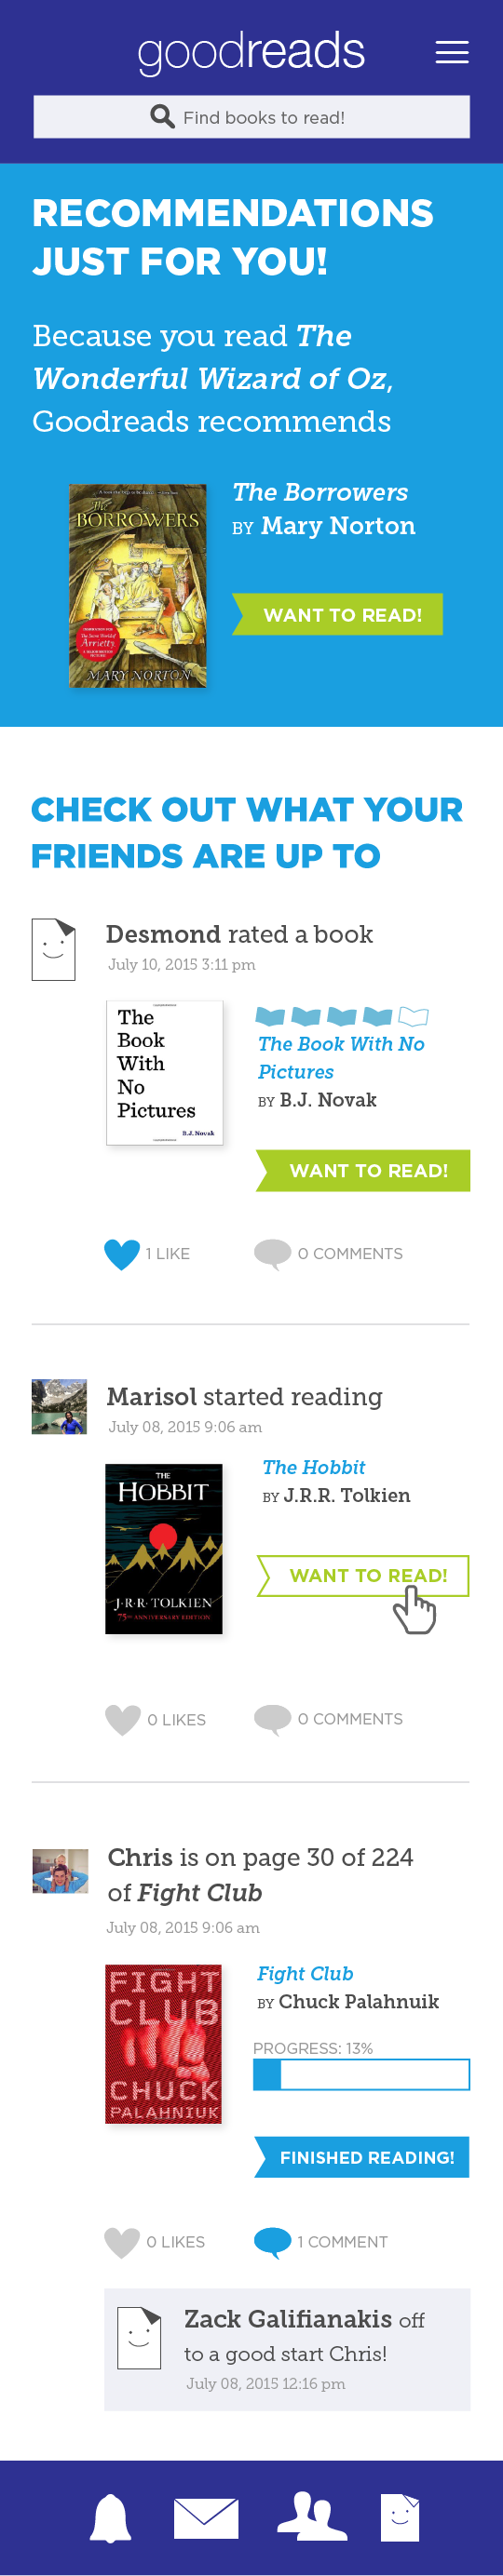 goodreads
Find books to read!
RECOMMENDATIONS
JUST FOR YOU!
Because you read The
Wonderful Wizard of Oz,
Goodreads recommends
The Borrowers
BY Mary Norton
The
BORROWERS
MARY NORTON
WANT TO READ!
CHECK OUT WHAT YOUR
FRIENDS ARE UP TO
Desmond rated a book
July 10, 2015 3:11 pm
The
Book
With
No
Pictures
B.J. Novak
The Book With No
Pictures
BY B.J. Novak
WANT TO READ!
1 LIKE
0 COMMENTS
Marisol started reading
July 08, 2015 9:06 am
THE
HOBBIT
J·R·R·TOLKIEN
75TH ANNIVERSARY EDITION
The Hobbit
BY J.R.R. Tolkien
WANT TO READ!
0 LIKES
0 COMMENTS
Chris is on page 30 of 224
of Fight Club
July 08, 2015 9:06 am
FIGHT
CLUB
CHUCK
PALAHNIUK
Fight Club
BY Chuck Palahnuik
PROGRESS: 13%
FINISHED READING!
0 LIKES
1 COMMENT
Zack Galifianakis off
to a good start Chris!
July 08, 2015 12:16 pm